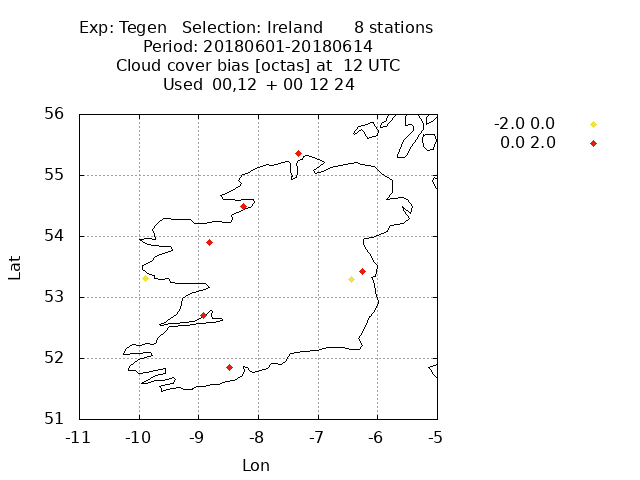 Exp: Tegen   Selection: Ireland      8 stations
Period: 20180601-20180614
Cloud cover bias [octas] at  12 UTC
Used  00,12  + 00 12 24
-2.0 0.0
0.0 2.0
56
55
54
53
52
51
Lat
-11 -10 -9 -8 -7 -6 -5
Lon